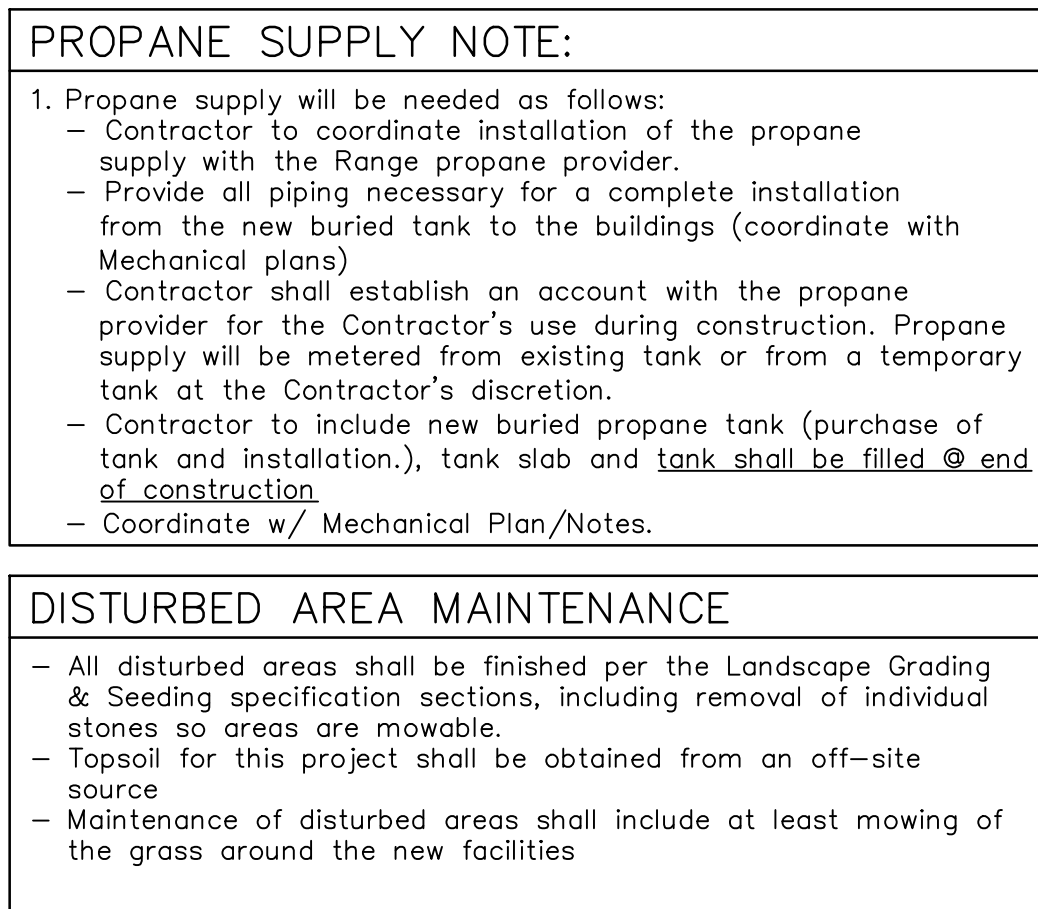 PROPANE SUPPLY NOTE:
1. Propane supply will be needed as follows:
– Contractor to coordinate installation of the propane
supply with the Range propane provider.
– Provide all piping necessary for a complete installation
from the new buried tank to the buildings (coordinate with
Mechanical plans)
– Contractor shall establish an account with the propane
provider for the Contractor's use during construction. Propane
supply will be metered from existing tank or from a temporary
tank at the Contractor's discretion.
– Contractor to include new buried propane tank (purchase of
tank and installation.), tank slab and tank shall be filled @ end
of construction
– Coordinate w/ Mechanical Plan/Notes.
DISTURBED AREA MAINTENANCE
– All disturbed areas shall be finished per the Landscape Grading
& Seeding specification sections, including removal of individual
stones so areas are mowable.
– Topsoil for this project shall be obtained from an off–site
source
– Maintenance of disturbed areas shall include at least mowing of
the grass around the new facilities